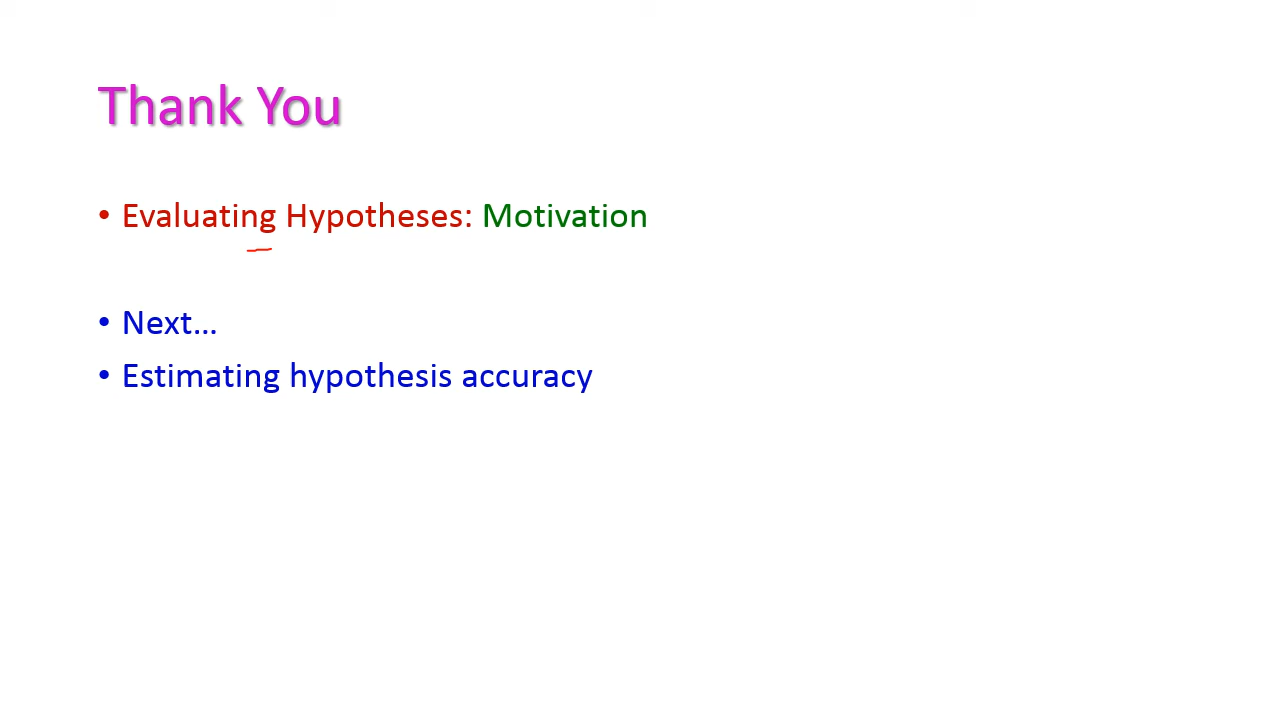 Thank You
• Evaluating Hypotheses: Motivation
• Next...
• Estimating hypothesis accuracy